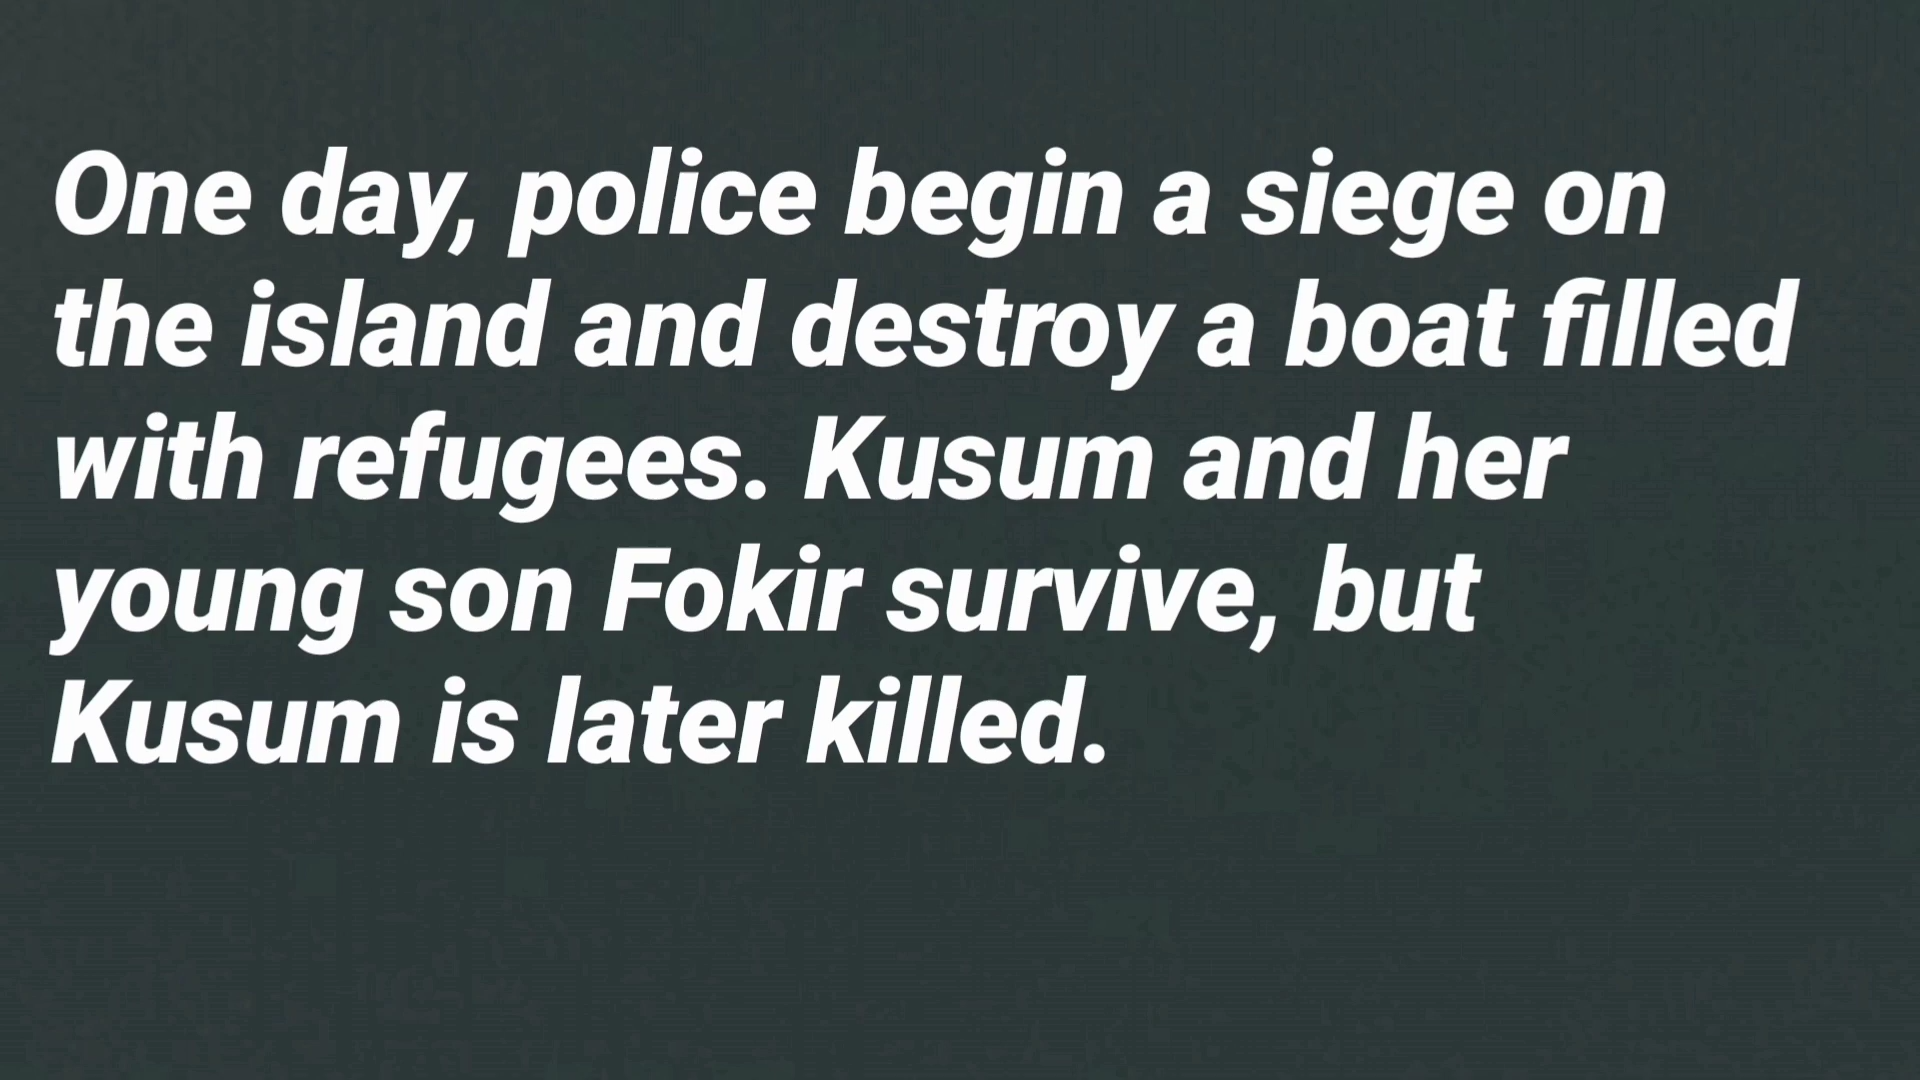 One day, police begin a siege on
the island and destroy a boat filled
with refugees. Kusum and her
young son Fokir survive, but
Kusum is later killed.